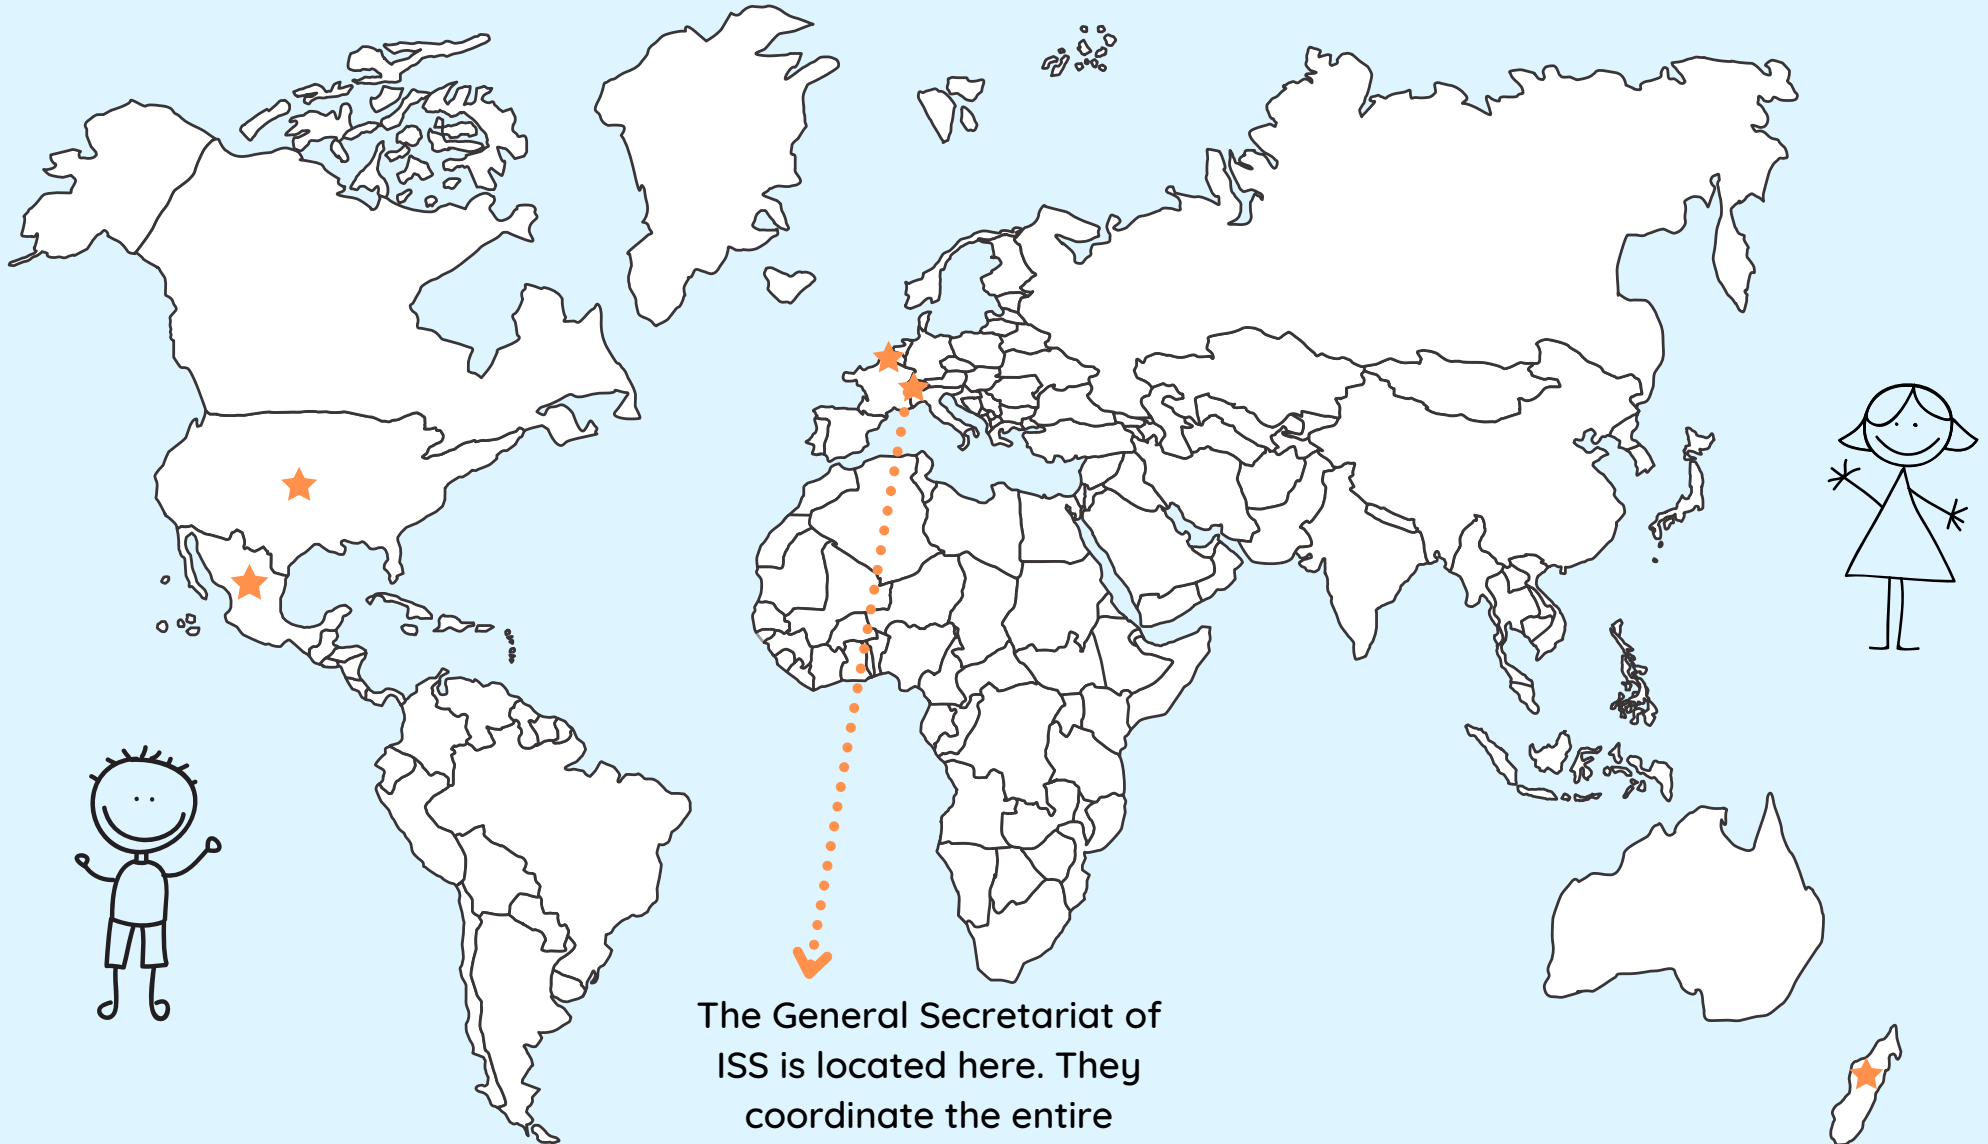 The General Secretariat of
ISS is located here. They
coordinate the entire